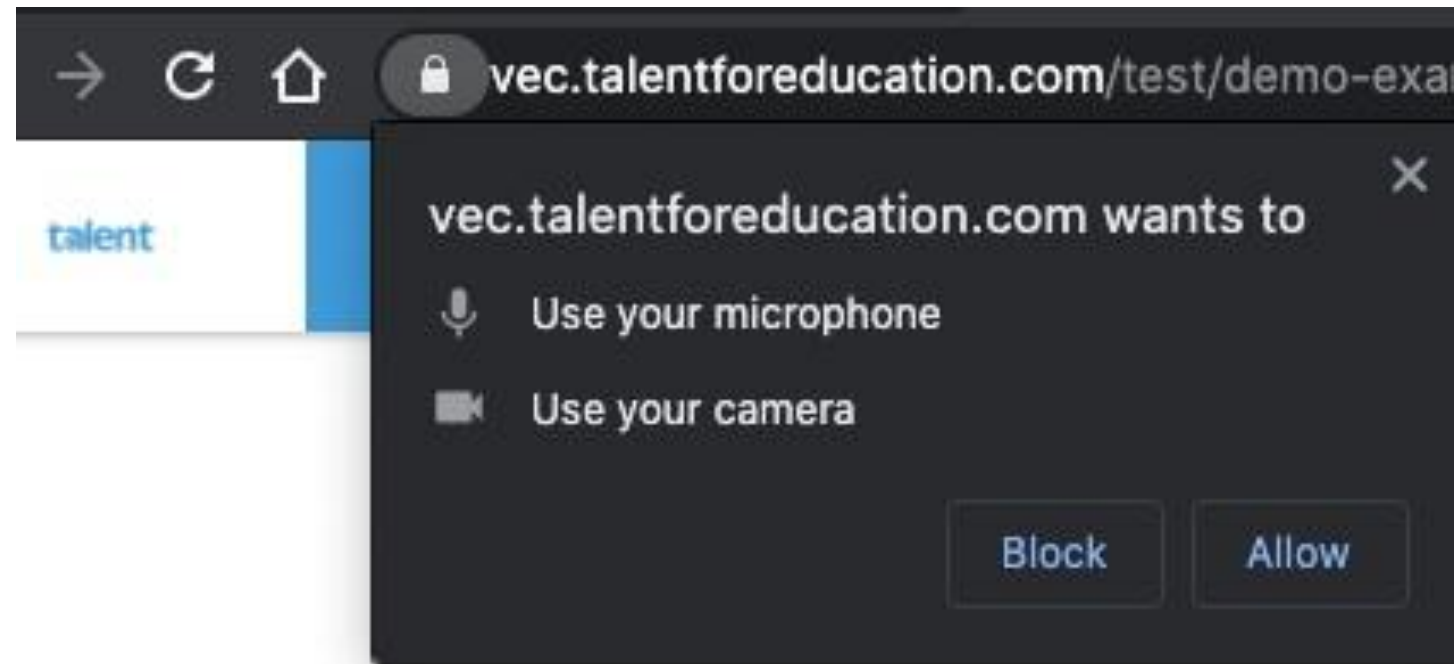 vec.talentforeducation.com/test/demo-exa
talent
vec.talentforeducation.com wants to
Use your microphone
Use your camera
Block Allow